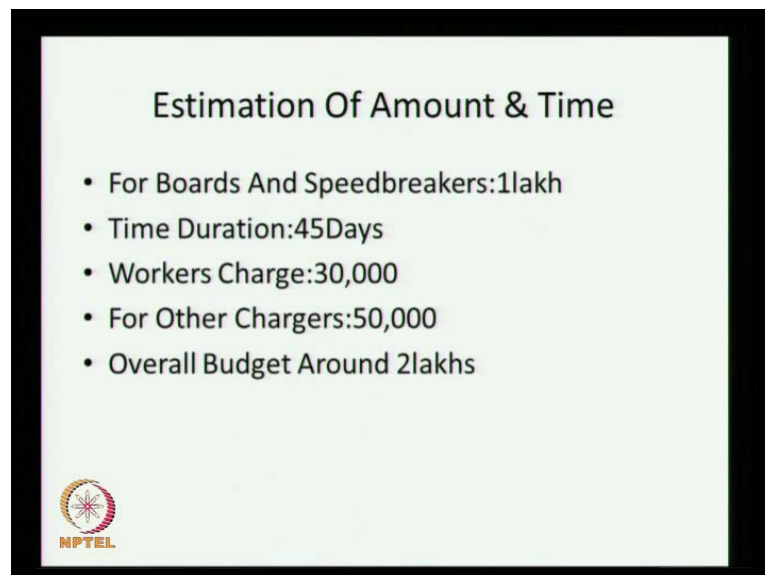 Estimation Of Amount & Time
• For Boards And Speedbreakers:1lakh
• Time Duration:45Days
• Workers Charge:30,000
• For Other Chargers:50,000
• Overall Budget Around 2lakhs
NPTEL